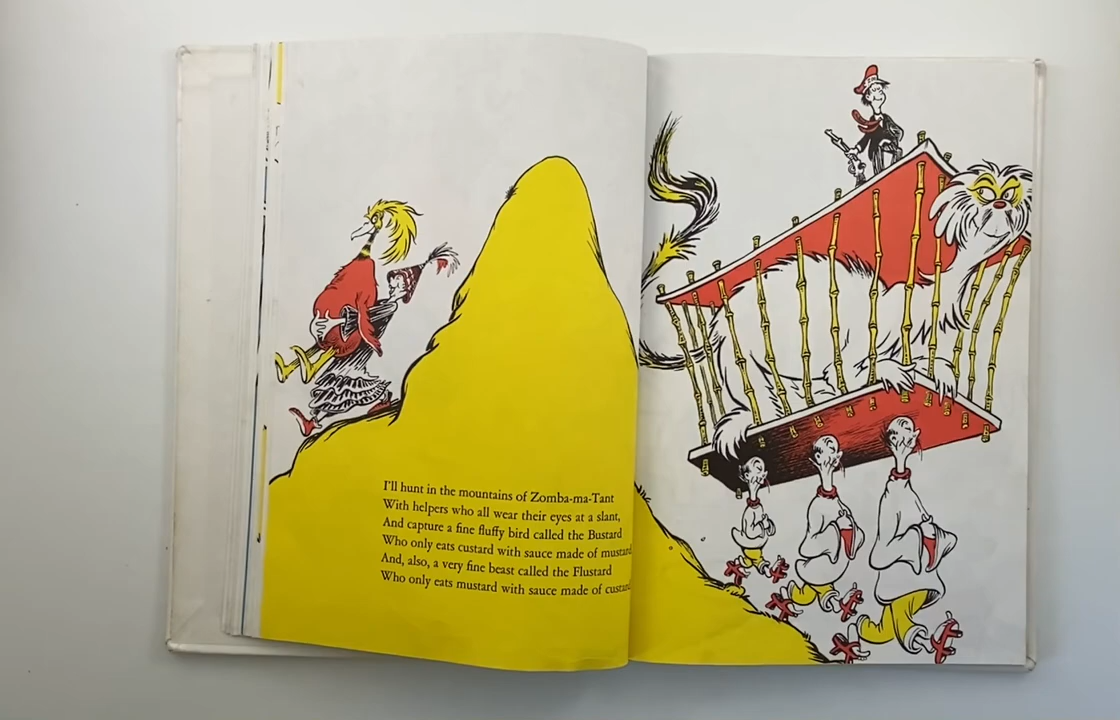 I'll hunt in the mountains of Zomba-ma-Tant
With helpers who all wear their eyes at a slant,
And capture a fine fluffy bird called the Bustard
Who only eats custard with sauce made of mustard.
And, also, a very fine beast called the Flustard
Who only eats mustard with sauce made of custard.